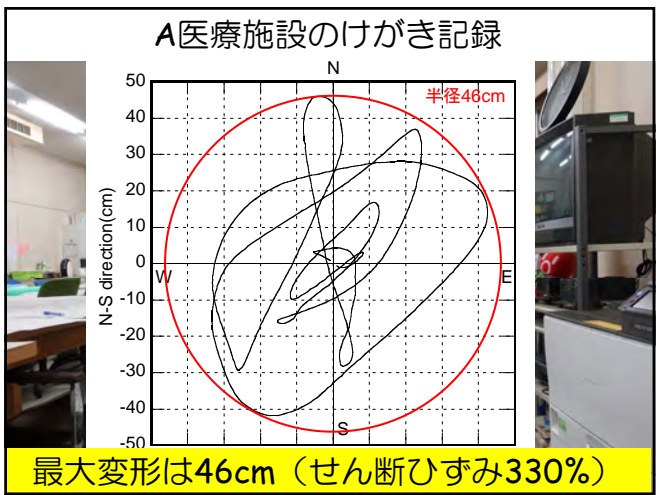 A医療施設のけがき記録
N
半径46cm
50
40
30
20
10
0
-10
-20
-30
-40
-50
N-S direction(cm)
W
E
S
最大変形は46cm（せん断ひずみ330%）